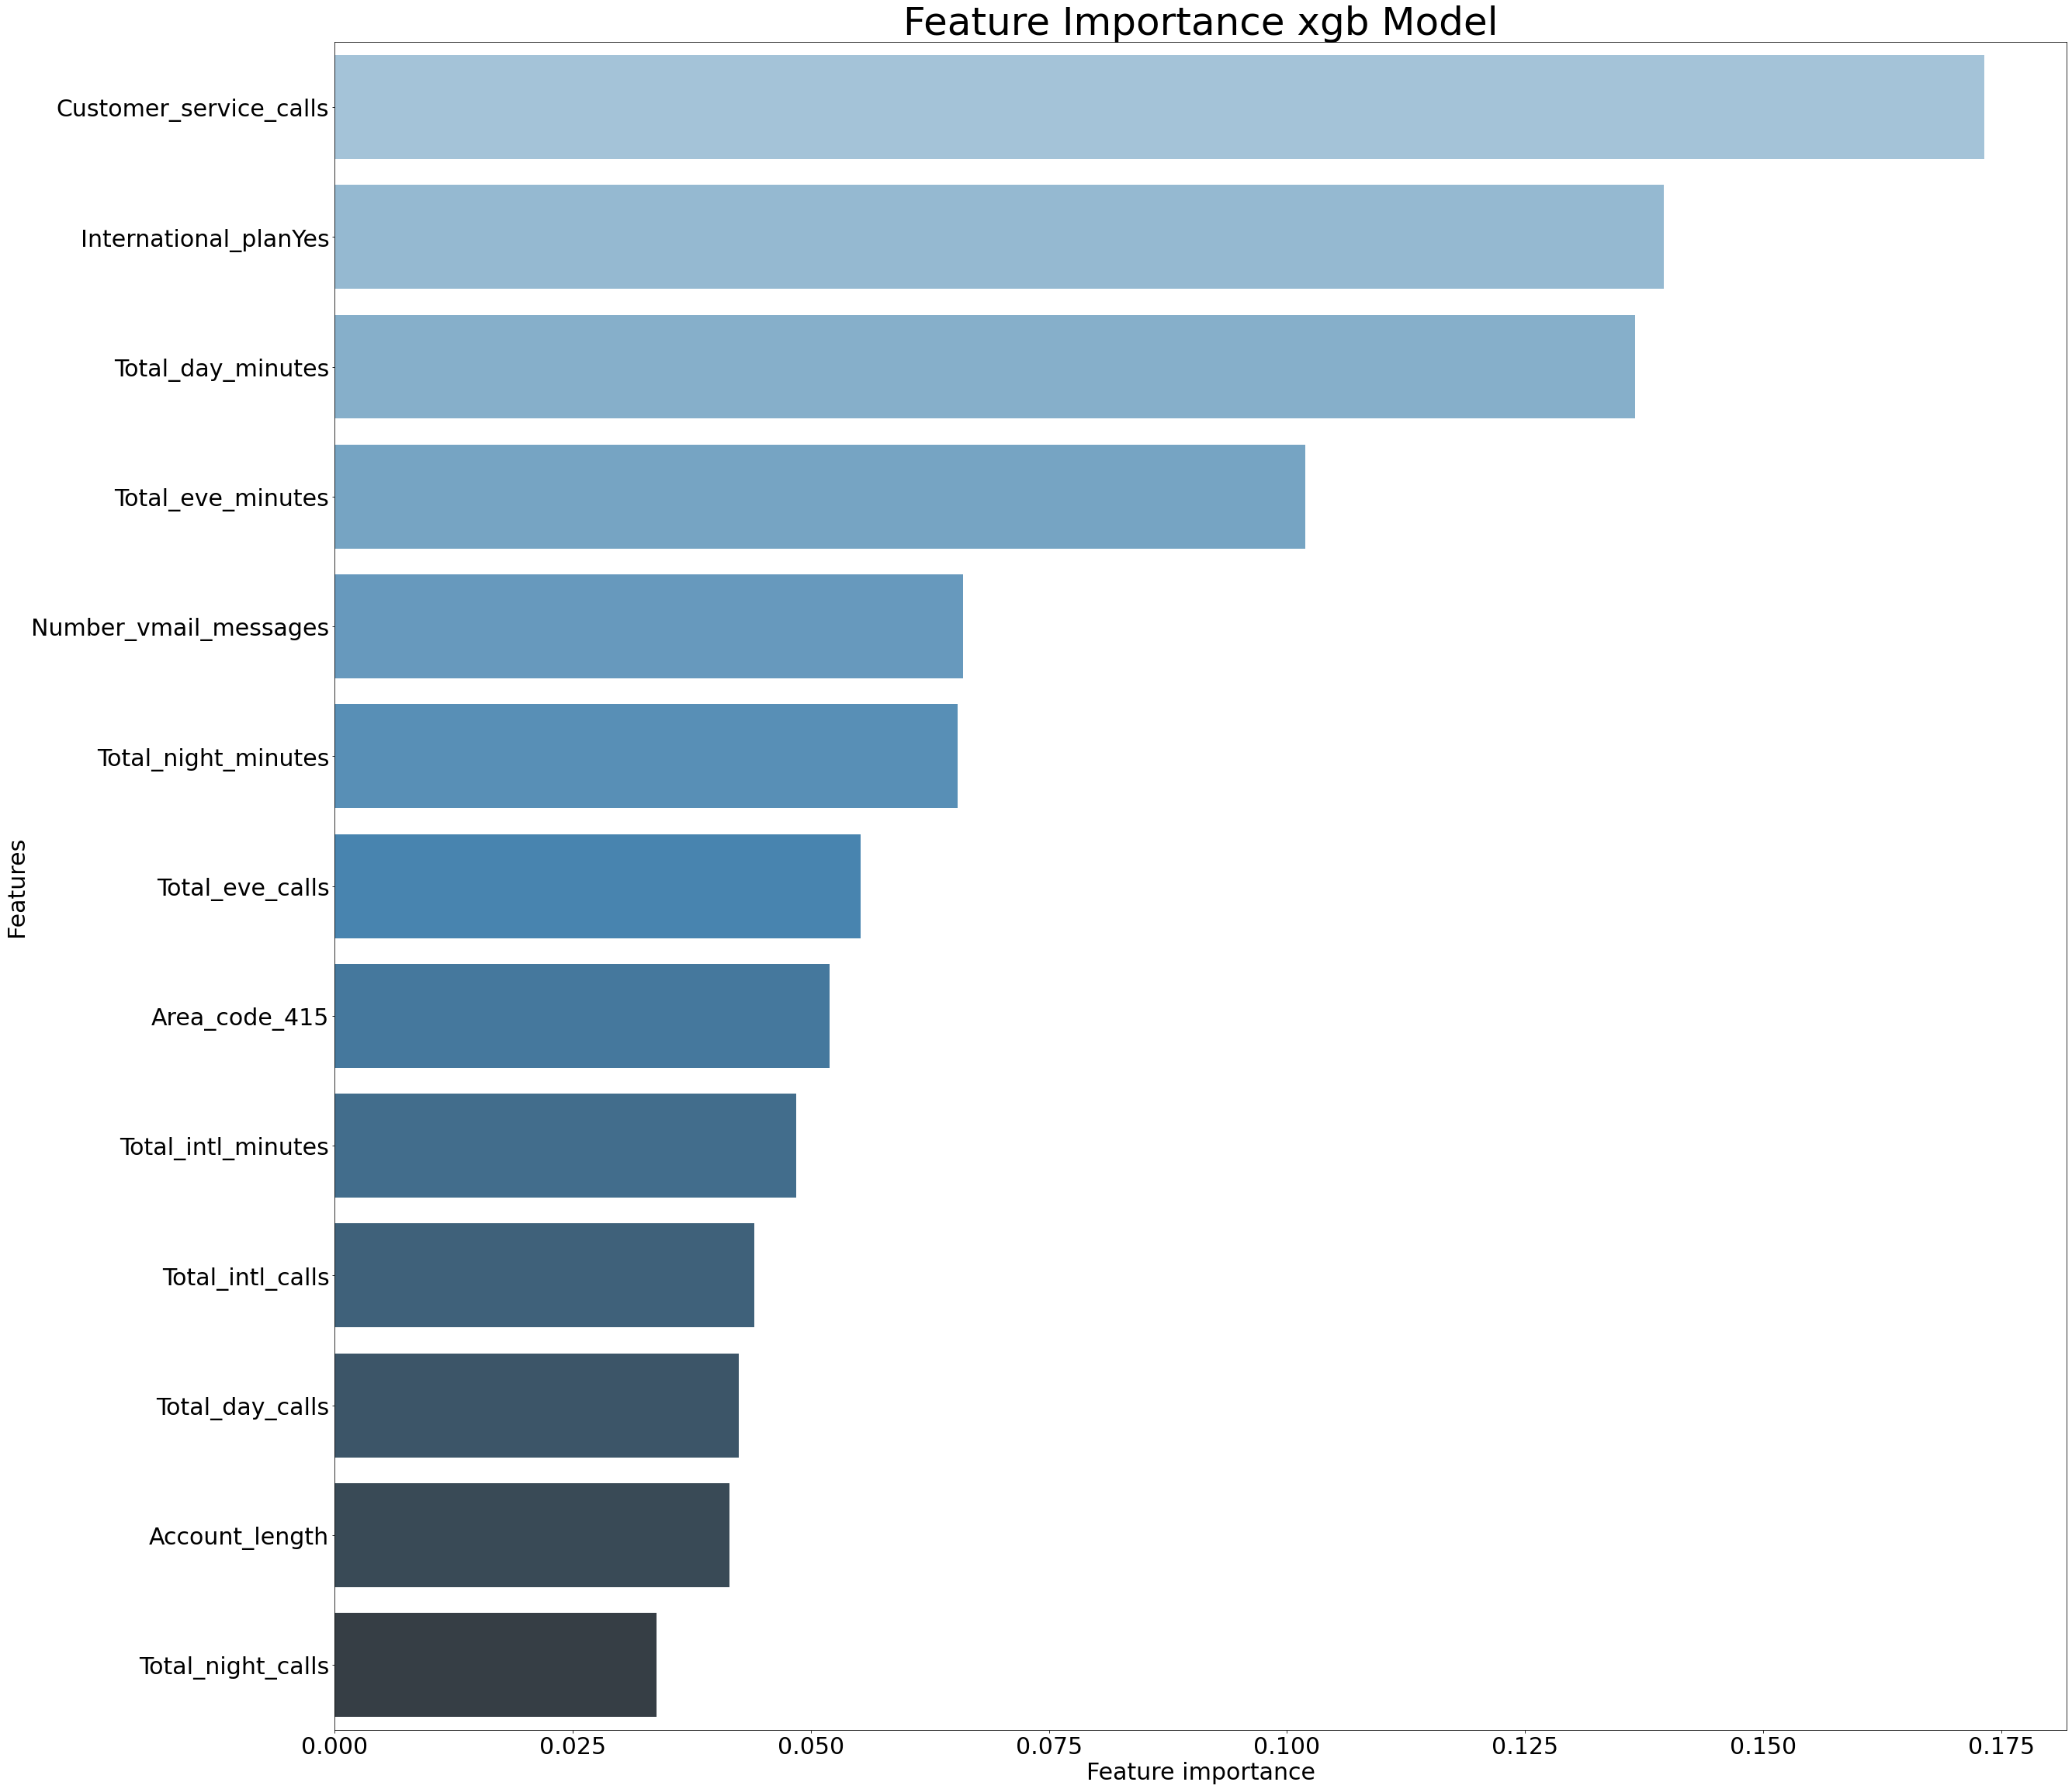 Feature Importance xgb Model
Customer_service_calls
International_planYes
Total_day_minutes
Total_eve_minutes
Number_vmail_messages
Total_night_minutes
Total_eve_calls
Area_code_415
Total_intl_minutes
Total_intl_calls
Total_day_calls
Account_length
Total_night_calls
Features
0.000 0.025 0.050 0.075 0.100 0.125 0.150 0.175
Feature importance